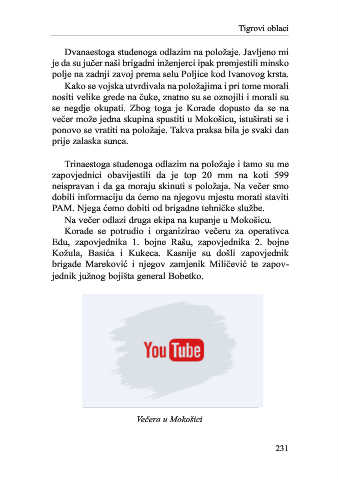 Tigrovi oblaci
Dvanaestoga studenoga odlazim na položaje. Javljeno mi
je da su jučer naši brigadni inženjerci ipak premjestili minsko
polje na zadnji zavoj prema selu Poljice kod Ivanovog krsta.
Kako se vojska utvrđivala na položajima i pri tome morali
nositi velike grede na čuke, znatno su se oznojili i morali su
se negdje okupati. Zbog toga je Korade dopusto da se na
večer može jedna skupina spustiti u Mokošicu, istuširati se i
ponovo se vratiti na položaje. Takva praksa bila je svaki dan
prije zalaska sunca.
Trinaestoga studenoga odlazim na položaje i tamo su me
zapovjednici obavijestili da je top 20 mm na koti 599
neispravan i da ga moraju skinuti s položaja. Na večer smo
dobili informaciju da ćemo na njegovu mjestu morati staviti
PAM. Njega ćemo dobiti od brigadne tehničke službe.
Na večer odlazi druga ekipa na kupanje u Mokošicu.
Korade se potrudio i organizirao večeru za operativca
Edu, zapovjednika 1. bojne Rašu, zapovjednika 2. bojne
Kožula, Basića i Kukeca. Kasnije su došli zapovjednik
brigade Mareković i njegov zamjenik Miličević te zapov-
jednik južnog bojišta general Bobetko.
YouTube
Večera u Mokošici
231